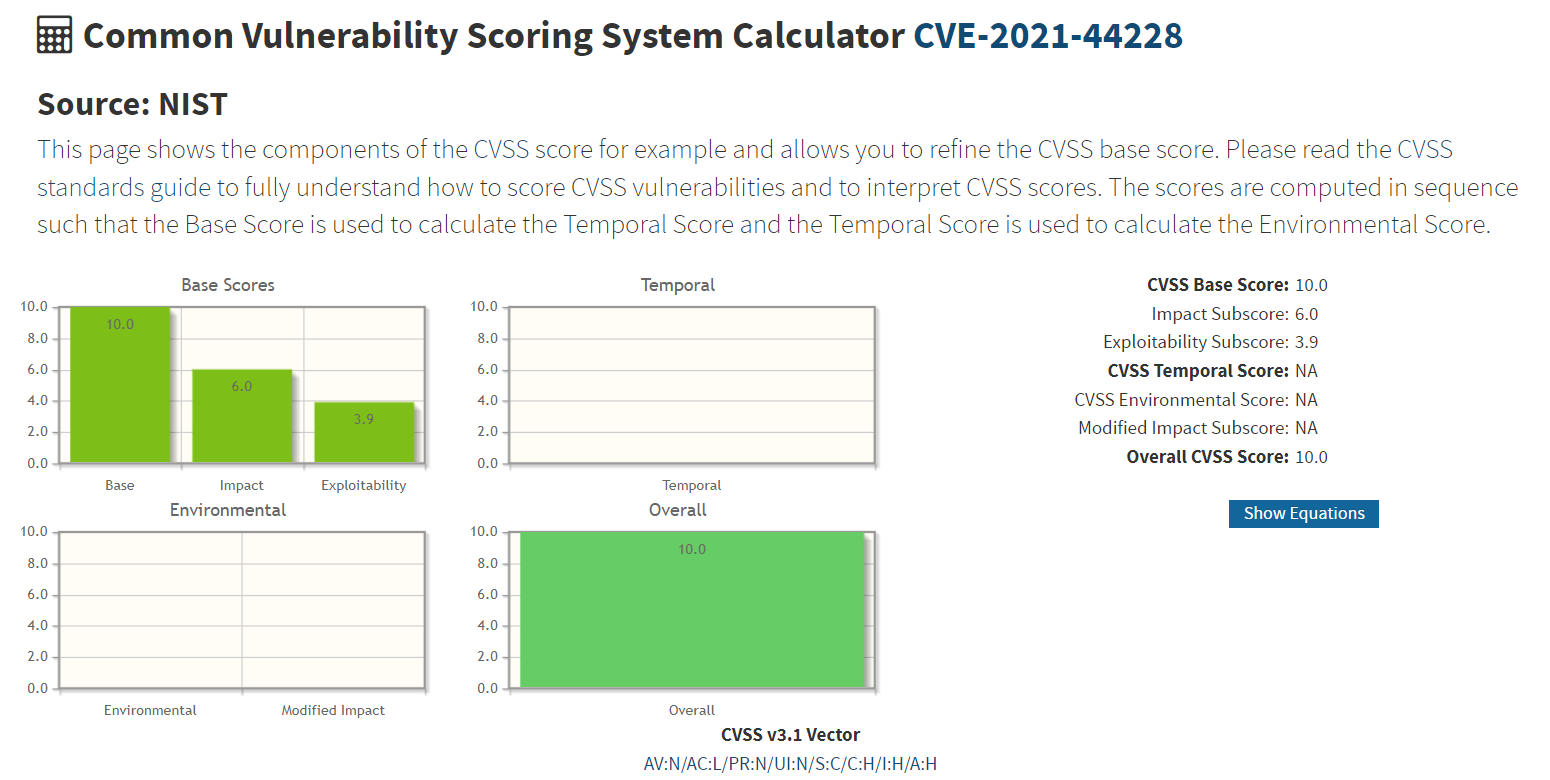 Common Vulnerability Scoring System Calculator CVE-2021-44228
Source: NIST
This page shows the components of the CVSS score for example and allows you to refine the CVSS base score. Please read the CVSS
standards guide to fully understand how to score CVSS vulnerabilities and to interpret CVSS scores. The scores are computed in sequence
such that the Base Score is used to calculate the Temporal Score and the Temporal Score is used to calculate the Environmental Score.
Base Scores
10.0
8.0
6.0
4.0
2.0
0.0
10.0
6.0
3.9
Base Impact Exploitability
Temporal
10.0
8.0
6.0
4.0
2.0
0.0
Temporal
Environmental
10.0
8.0
6.0
4.0
2.0
0.0
Environmental Modified Impact
Overall
10.0
8.0
6.0
4.0
2.0
0.0
10.0
Overall
CVSS Base Score: 10.0
Impact Subscore: 6.0
Exploitability Subscore: 3.9
CVSS Temporal Score: NA
CVSS Environmental Score: NA
Modified Impact Subscore: NA
Overall CVSS Score: 10.0
Show Equations
CVSS v3.1 Vector
AV:N/AC:L/PR:N/UI:N/S:C/C:H/I:H/A:H